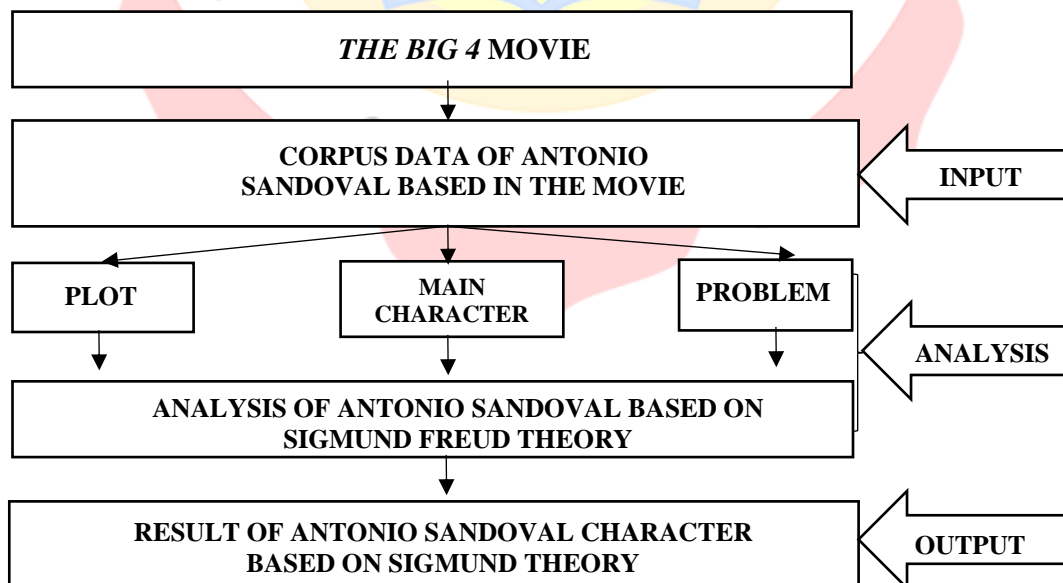 THE BIG 4 MOVIE
CORPUS DATA OF ANTONIO
SANDOVAL BASED IN THE MOVIE
INPUT
PLOT
MAIN
CHARACTER
PROBLEM
ANALYSIS
ANALYSIS OF ANTONIO SANDOVAL BASED ON
SIGMUND FREUD THEORY
RESULT OF ANTONIO SANDOVAL CHARACTER
BASED ON SIGMUND THEORY
OUTPUT